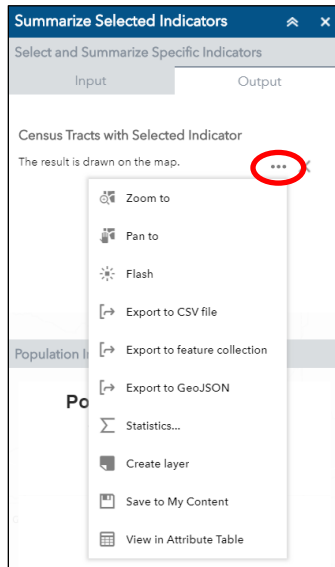 Summarize Selected Indicators
Select and Summarize Specific Indicators
Input Output
Census Tracts with Selected Indicator
The result is drawn on the map.
Zoom to
Pan to
Flash
Export to CSV file
Export to feature collection
Export to GeoJSON
Statistics...
Create layer
Save to My Content
View in Attribute Table
Population